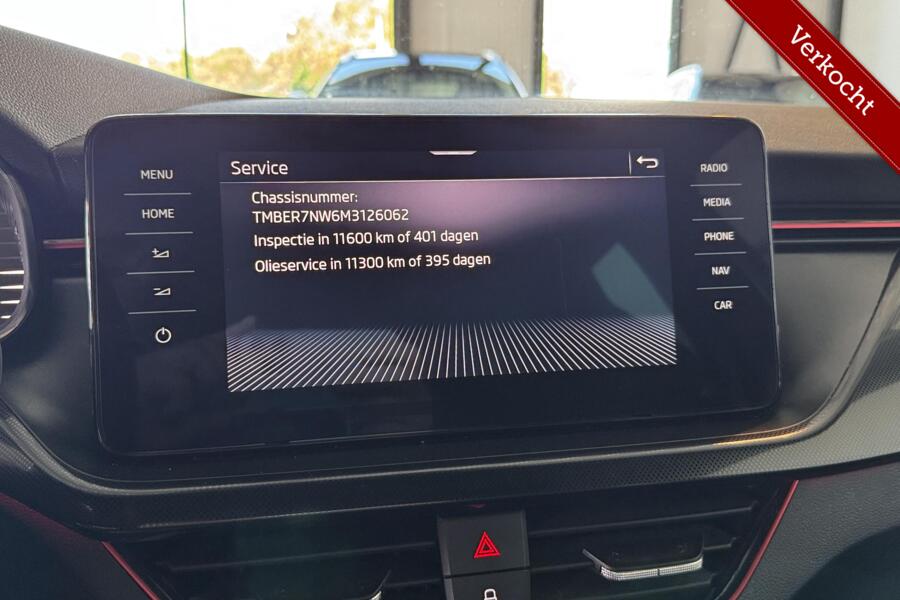 Verkocht
MENU
HOME
RADIO
MEDIA
PHONE
NAV
CAR
Service
Chassisnummer:
TMBER7NW6M3126062
Inspectie in 11600 km of 401 dagen
Olieservice in 11300 km of 395 dagen